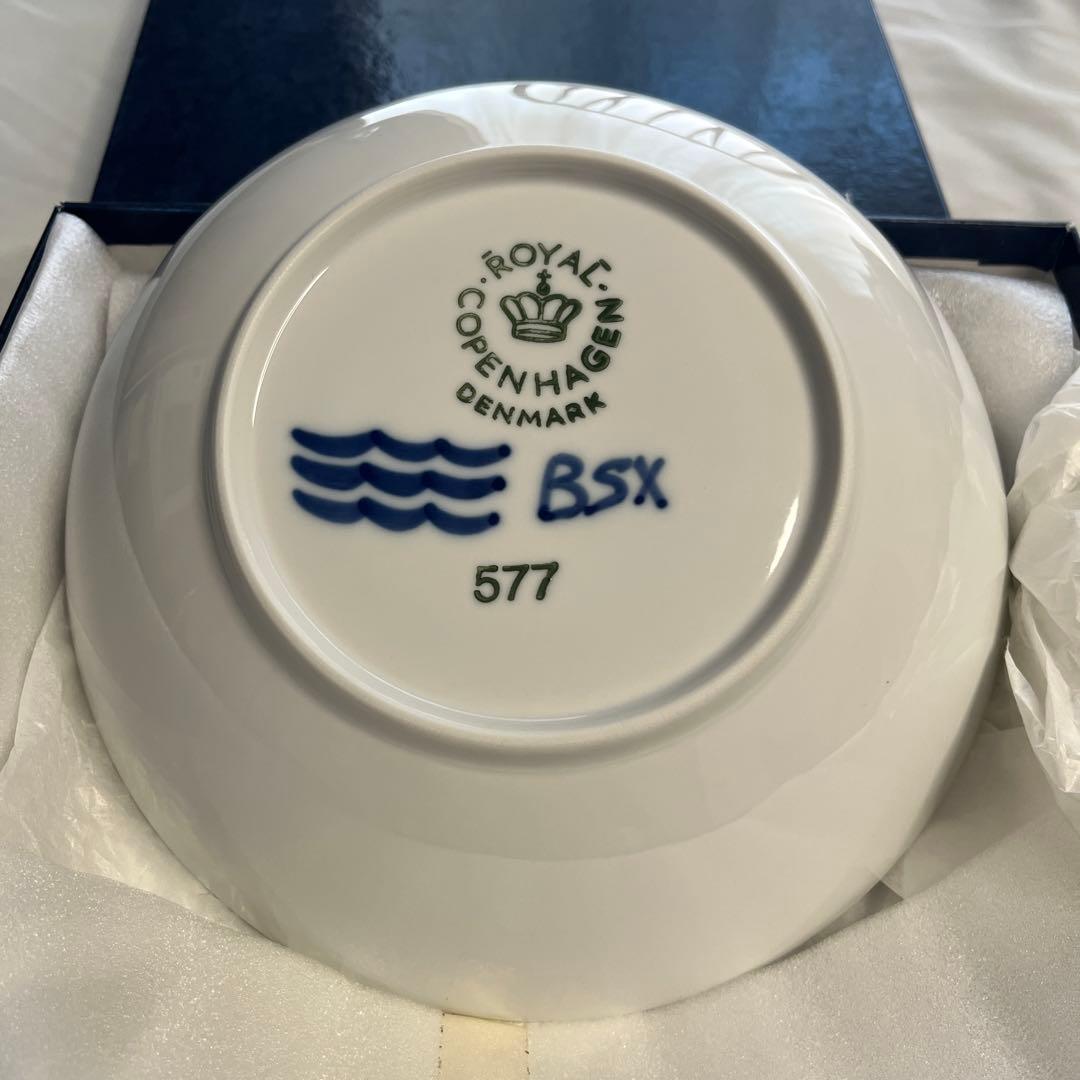 ROYAL
COPENHAGEN
DENMARK
BSX
577